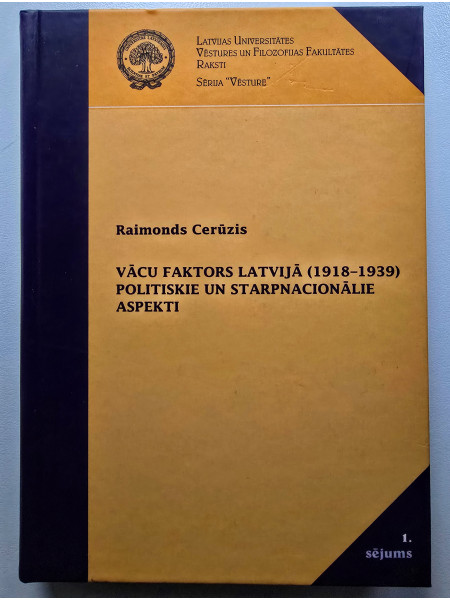 Latvijas Universitātes
Vēstures un Filozofijas Fakultātes
Raksti
Sērija "Vēsture"
Raimonds Cerūzis
VĀCU FAKTORS LATVIJĀ (1918–1939)
POLITISKIE UN STARPNACIONĀLIE
ASPEKTI
1.
sējums